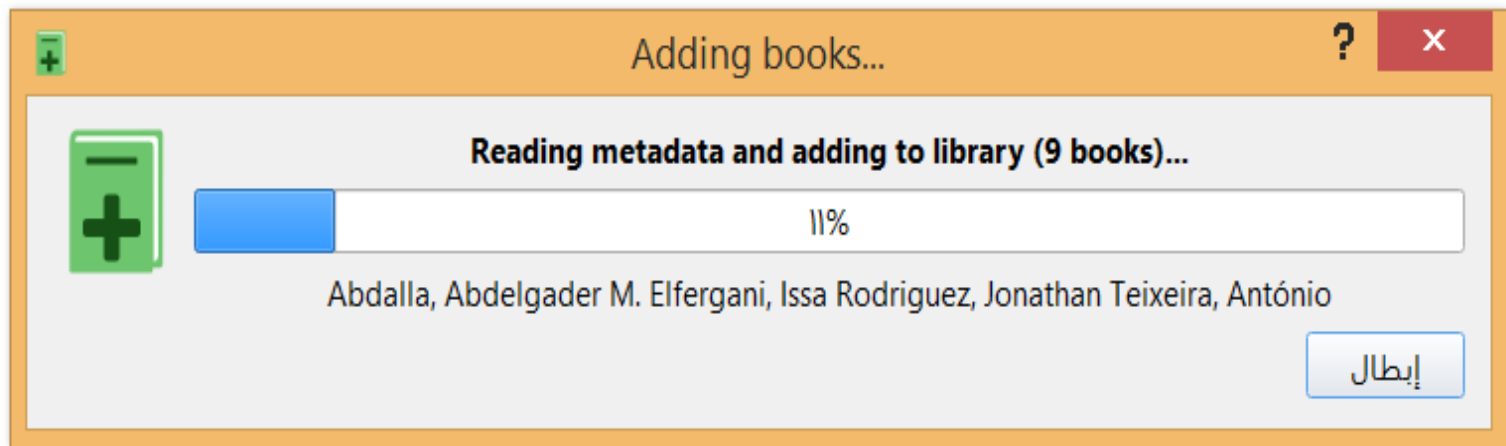 Adding books...
?
x
Reading metadata and adding to library (9 books)...
١١%
Abdalla, Abdelgader M. Elfergani, Issa Rodriguez, Jonathan Teixeira, António
إبطال